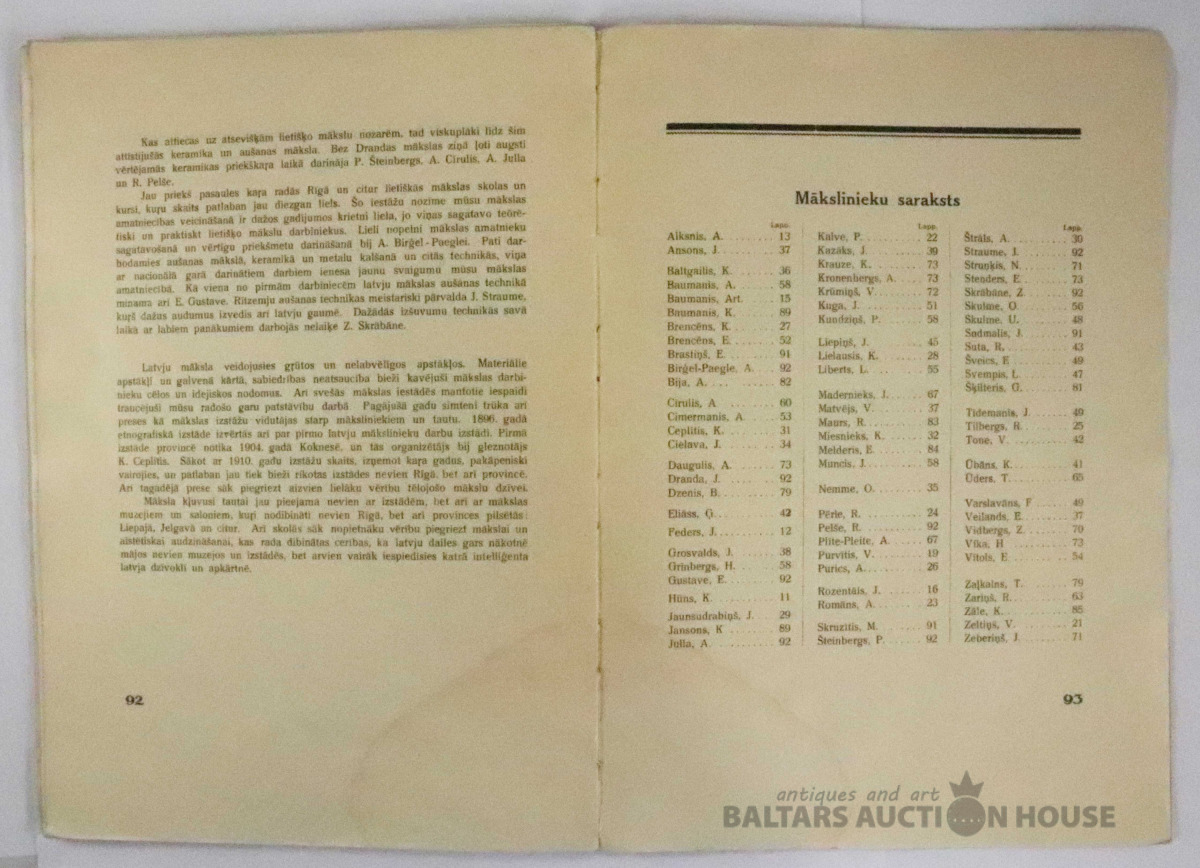 Kas attiecas uz atsevišķām lietišķo mākslu nozarēm, tad viskuplāki līdz šim
attīstījušās keramika un aušanas māksla. Bez Drandas mākslas ziņā ļoti augsti
vērtējamās keramikas priekškaŗa laikā darināja P. Šteinbergs, A. Cīrulis, A. Julla
un R. Pelše.
Jau priekš pasaules kaŗa radās Rīgā un citur lietišķās mākslas skolas un
kursi, kuŗu skaits patlaban jau diezgan liels. Šo iestāžu nozīme mūsu mākslas
amatniecības veicināšanā ir dažos gadījumos krietni liela, jo viņas sagatavo teōrē-
tiski un praktiski lietišķo mākslu darbiniekus. Lieli nopelni mākslas amatnieku
sagatavošanā un vērtīgu priekšmetu darināšanā bij A. Birģel-Paeglei. Pati dar-
bodamies aušanas mākslā, keramikā un metalu kalšanā un citās technikās, viņa
ar nacionālā garā darinātiem darbiem ienesa jaunu svaigumu mūsu mākslas
amatniecībā. Kā viena no pirmām darbiniecēm latvju mākslas aušanas technikā
minama arī E. Gustave. Rītzemju aušanas technikas meistariski pārvalda J. Straume,
kuŗš dažus audumus izvedis arī latvju gaumē. Dažādās izšuvumu technikās savā
laikā ar labiem panākumiem darbojās nelaiķe Z. Skrābāne.
Latvju māksla veidojusies grūtos un nelabvēlīgos apstākļos. Materiālie
apstākļi un galvenā kārtā, sabiedrības neatsaucība bieži kavējuši mākslas darbi-
nieku cēlos un idejiskos nodomus. Arī svešās mākslas iestādēs mantotie iespaidi
traucējuši mūsu radošo garu patstāvību darbā. Pagājušā gadu simtenī trūka arī
preses kā mākslas izstāžu vidutājas starp māksliniekiem un tautu. 1896. gadā
etnografiskā izstāde izvērtās arī par pirmo latvju mākslinieku darbu izstādi. Pirmā
izstāde provincē notika 1904. gadā Koknesē, un tās organizētājs bij gleznotājs
K. Ceplītis. Sākot ar 1910. gadu izstāžu skaits, izņemot kaŗa gadus, pakāpeniski
vairojies, un patlaban jau tiek bieži rīkotas izstādes nevien Rīgā, bet arī provincē.
Arī tagadējā prese sāk piegriezt aizvien lielāku vērību tēlojošo mākslu dzīvei.
Māksla kļuvusi tautai jau pieejama nevien ar izstādēm, bet arī ar mākslas
muzejiem un saloniem, kuŗi nodibināti nevien Rīgā, bet arī provinces pilsētās:
Liepājā, Jelgavā un citur. Arī skolās sāk nopietnāku vērību piegriezt mākslai un
aistētiskai audzināšanai, kas rada dibinātas cerības, ka latvju dailes gars nākotnē
mājos nevien muzejos un izstādēs, bet arvien vairāk iespiedīsies katrā intelliģenta
latvja dzīvoklī un apkārtnē.
92
Mākslinieku saraksts
Lapp.
Alksnis, A. 13
Ansons, J. 37
Baltgailis, K. 36
Baumanis, A. 58
Baumanis, Art. 15
Baumanis, K. 89
Brencēns, K. 27
Brencēns, E. 52
Brastiņš, E. 91
Birģel-Paegle, A. 92
Bija, A. 82
Cīrulis, A 60
Cimermanis, A. 53
Ceplītis, K. 31
Cielava, J. 34
Daugulis, A. 73
Dranda, J. 92
Dzenis, B. 79
Eliāss, Ģ. 42
Feders, J. 12
Grosvalds, J. 38
Grinbergs, H. 58
Gustave, E. 92
Hūns, K. 11
Jaunsudrabiņš, J. 29
Jansons, K 89
Julla, A. 92
Lapp.
Kalve, P. 22
Kazāks, J. 39
Krauze, K. 73
Kronenbergs, A. 73
Krūmiņš, V. 72
Kuga, J. 51
Kundziņš, P. 58
Liepiņš, J. 45
Lielausis, K. 28
Līberts, L. 55
Madernieks, J. 67
Matvējs, V. 37
Maurs, R. 83
Miesnieks, K. 32
Melderis, E. 84
Muncis, J. 58
Nemme, O. 35
Pērle, R. 24
Pelše, R. 92
Plīte-Pleite, A. 67
Purvītis, V. 19
Purics, A. 26
Rozentāls, J. 16
Romāns, A. 23
Skruzītis, M. 91
Šteinbergs, P. 92
Lapp.
Štrāls, A. 30
Straume, J. 92
Strunķis, N. 71
Stenders, E. 73
Skrābāne, Z. 92
Skulme, O. 56
Skulme, U. 48
Sudmalis, J. 91
Suta, R. 43
Šveics, E 49
Svempis, L. 47
Šķilteris, G. 81
Tīdemanis, J. 49
Tilbergs, R. 25
Tone, V. 42
Ūbāns, K. 41
Ūders, T. 65
Varslavāns, F 49
Veilands, E. 37
Vidbergs, Z. 70
Vīka, H 73
Vītols, E 54
Zaļkalns, T. 79
Zariņš, R. 63
Zāle, K. 85
Zeltiņš, V. 21
Zeberiņš, J. 71
93
antiques and art
BALTARS AUCTION HOUSE